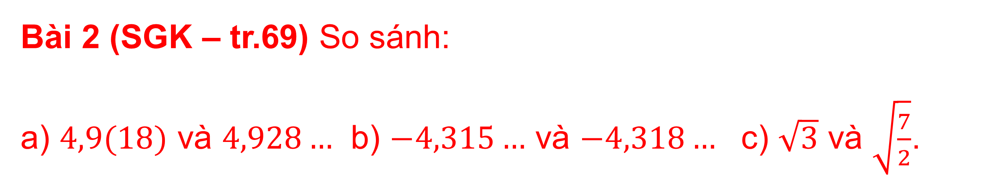 Bài 2 (SGK – tr.69) So sánh:
a) 4,9(18) và 4,928 ... b) −4,315 ... và −4,318 ... c) √3 và √(7/2).